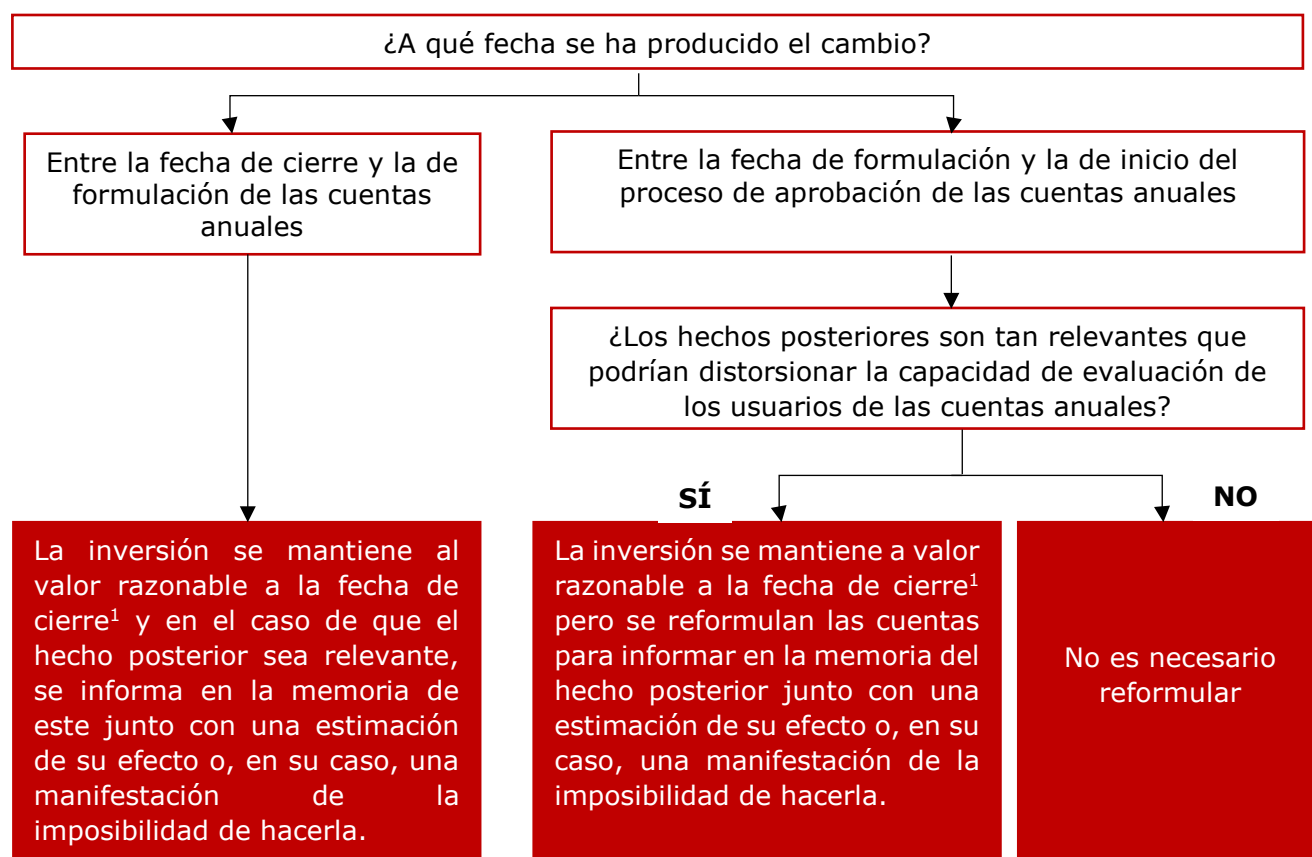 ¿A qué fecha se ha producido el cambio?
Entre la fecha de cierre y la de
formulación de las cuentas
anuales
Entre la fecha de formulación y la de inicio del
proceso de aprobación de las cuentas anuales
¿Los hechos posteriores son tan relevantes que
podrían distorsionar la capacidad de evaluación de
los usuarios de las cuentas anuales?
SÍ
NO
La inversión se mantiene al
valor razonable a la fecha de
cierre¹ y en el caso de que el
hecho posterior sea relevante,
se informa en la memoria de
este junto con una estimación
de su efecto o, en su caso, una
manifestación de la
imposibilidad de hacerla.
La inversión se mantiene a valor
razonable a la fecha de cierre¹
pero se reformulan las cuentas
para informar en la memoria del
hecho posterior junto con una
estimación de su efecto o, en su
caso, una manifestación de la
imposibilidad de hacerla.
No es necesario
reformular